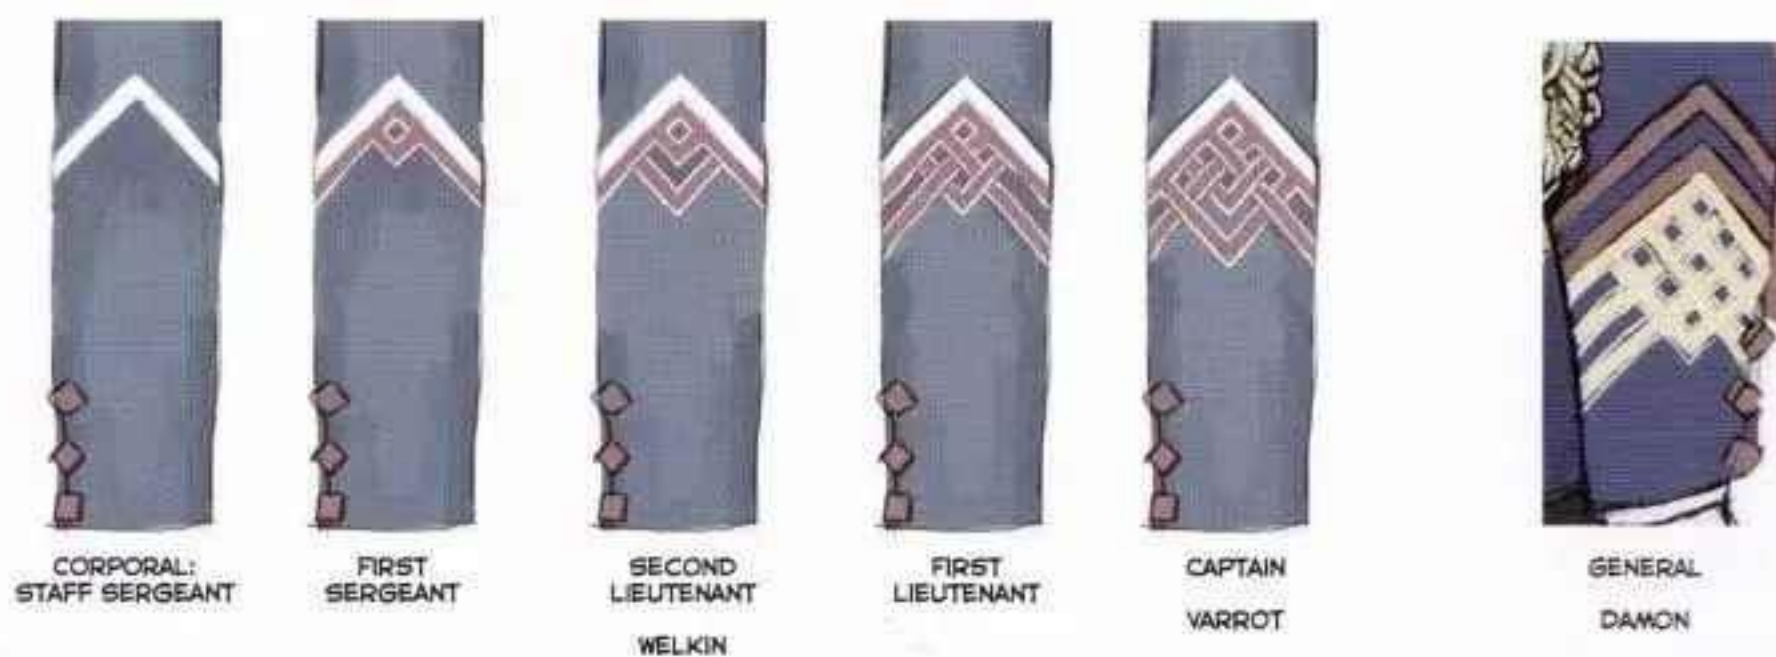 CORPORAL:
STAFF SERGEANT
FIRST
SERGEANT
SECOND
LIEUTENANT
WELKIN
FIRST
LIEUTENANT
CAPTAIN
VARROT
GENERAL
DAMON